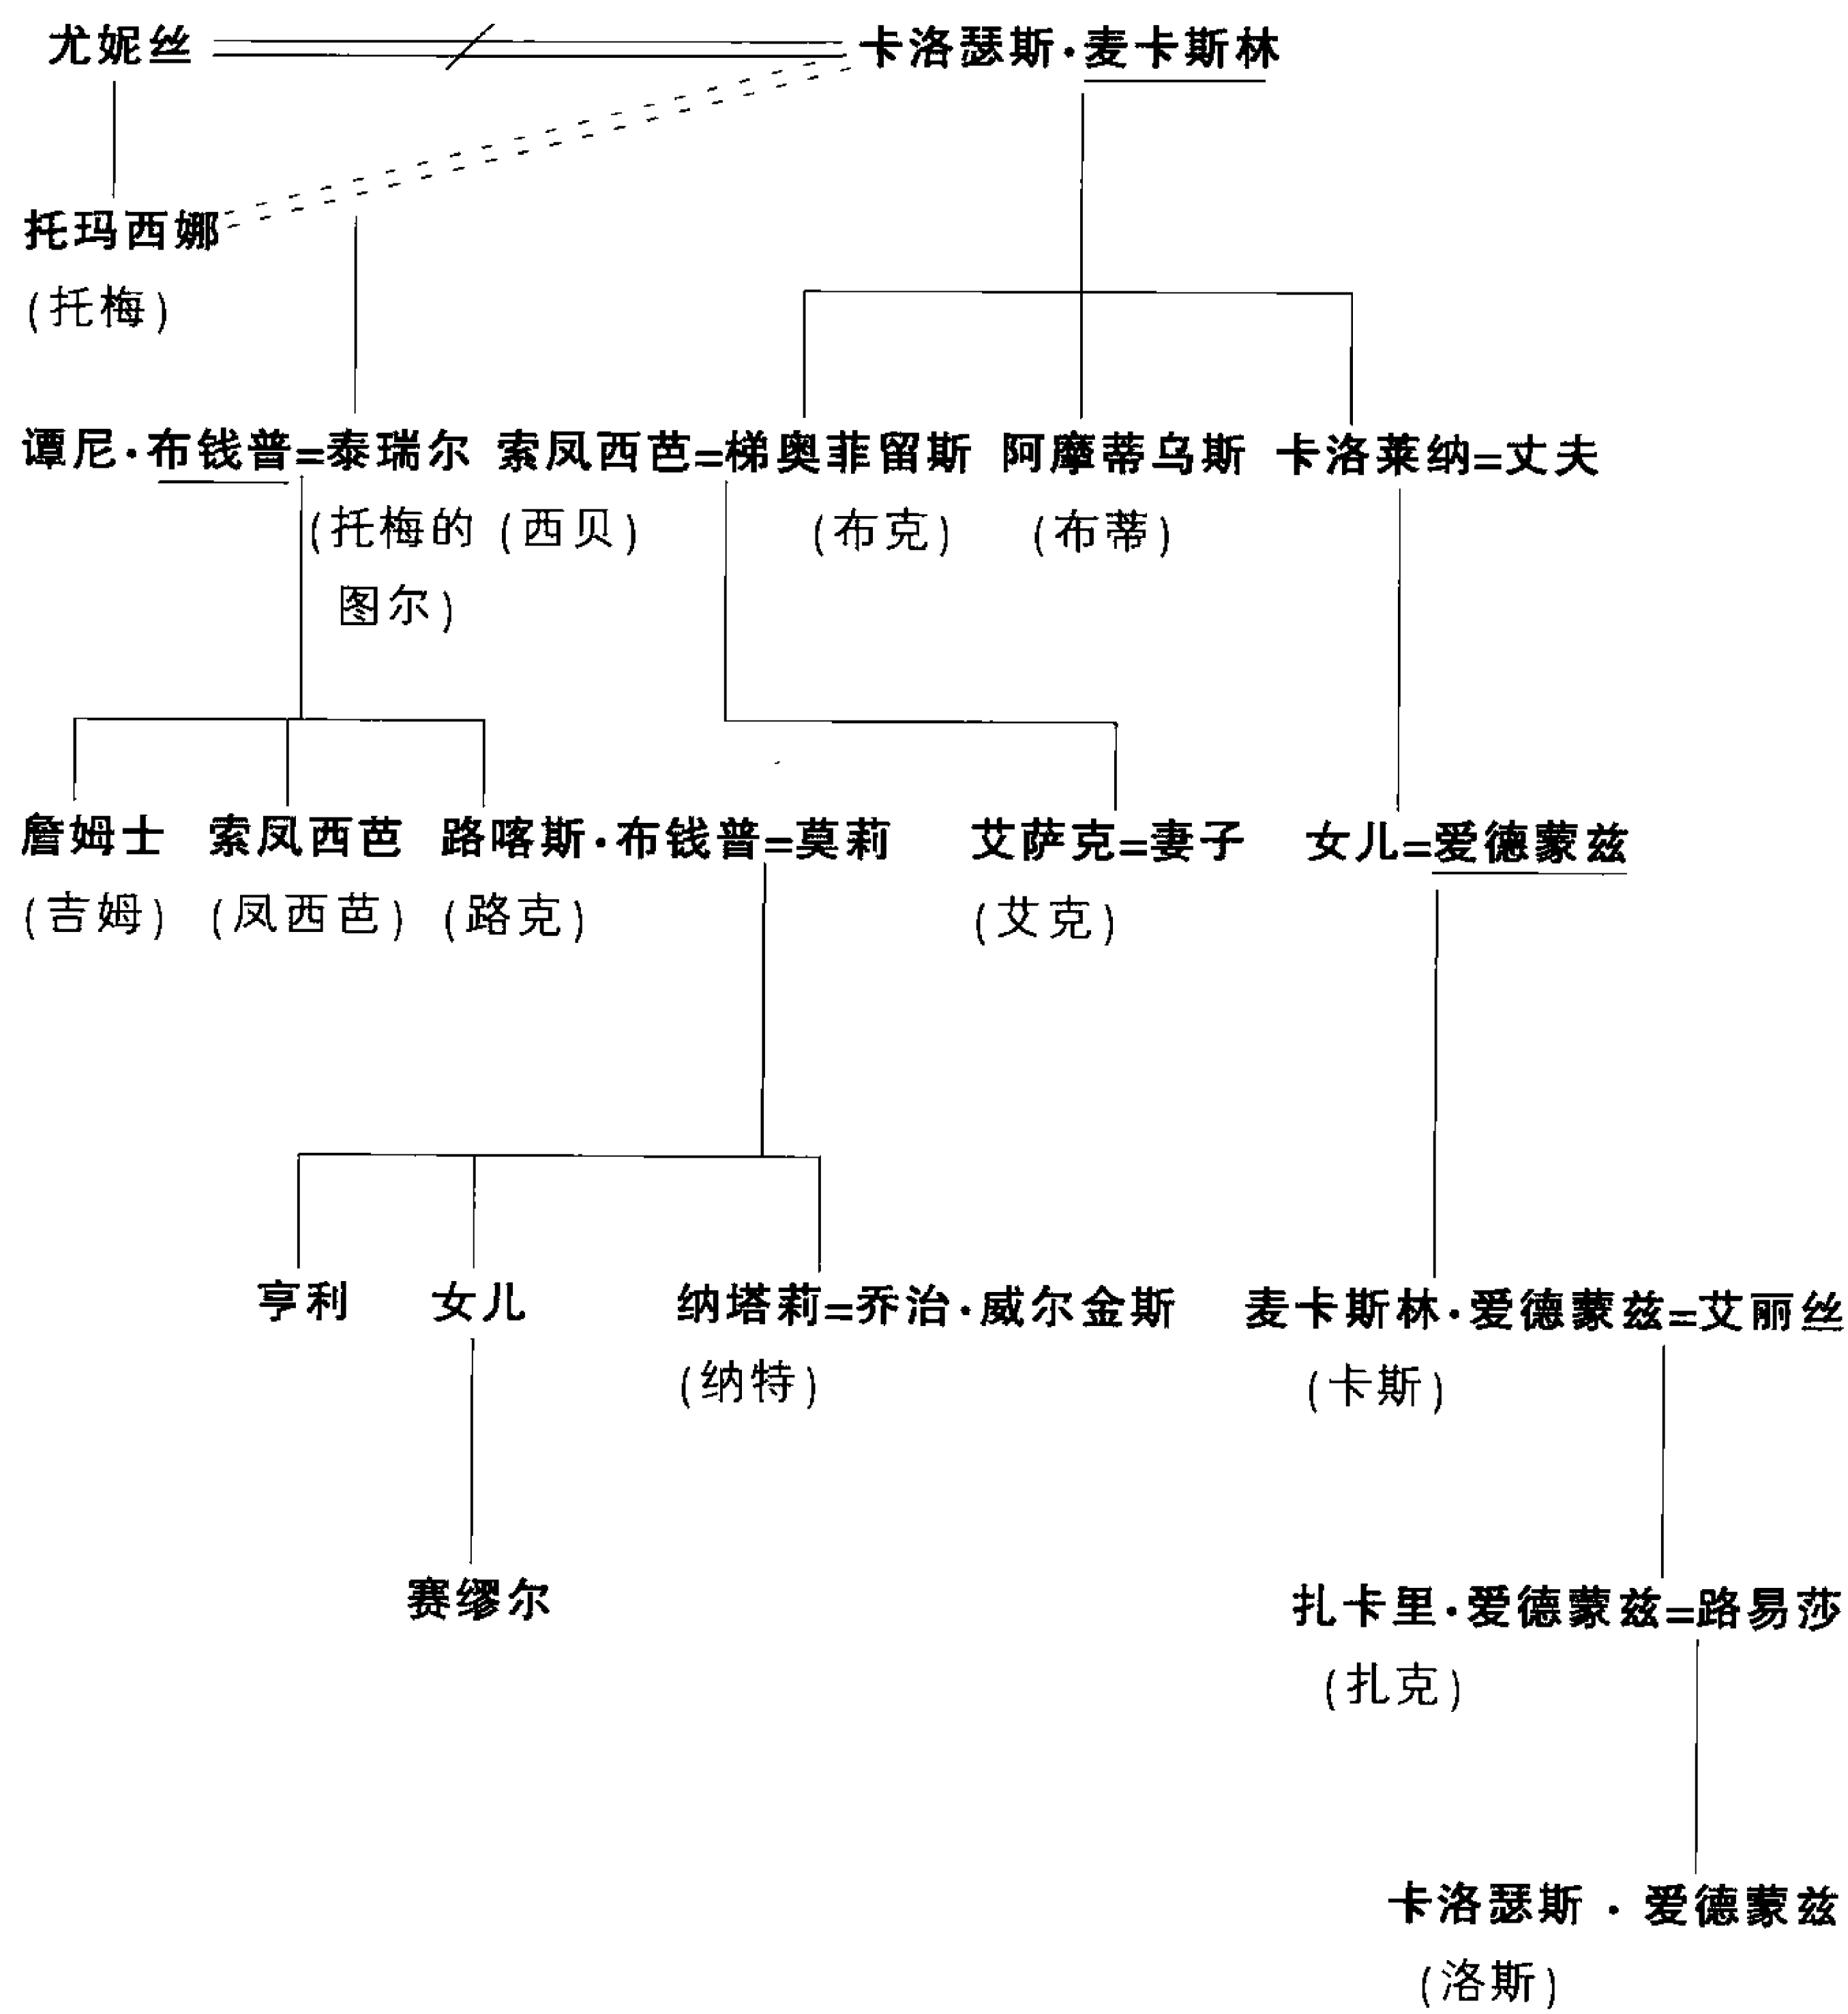 尤妮丝 卡洛瑟斯·麦卡斯林
托玛西娜
(托梅)
谭尼·布钱普=泰瑞尔 索凤西芭=梯奥菲留斯 阿摩蒂乌斯 卡洛莱纳=丈夫
(托梅的 (西贝) (布克) (布蒂)
图尔)
詹姆士 索凤西芭 路喀斯·布钱普=莫莉 艾萨克=妻子 女儿=爱德蒙兹
(吉姆) (凤西芭) (路克) (艾克)
亨利 女儿 纳塔莉=乔治·威尔金斯 麦卡斯林·爱德蒙兹=艾丽丝
(纳特) (卡斯)
赛缪尔 扎卡里·爱德蒙兹=路易莎
(扎克)
卡洛瑟斯·爱德蒙兹
(洛斯)